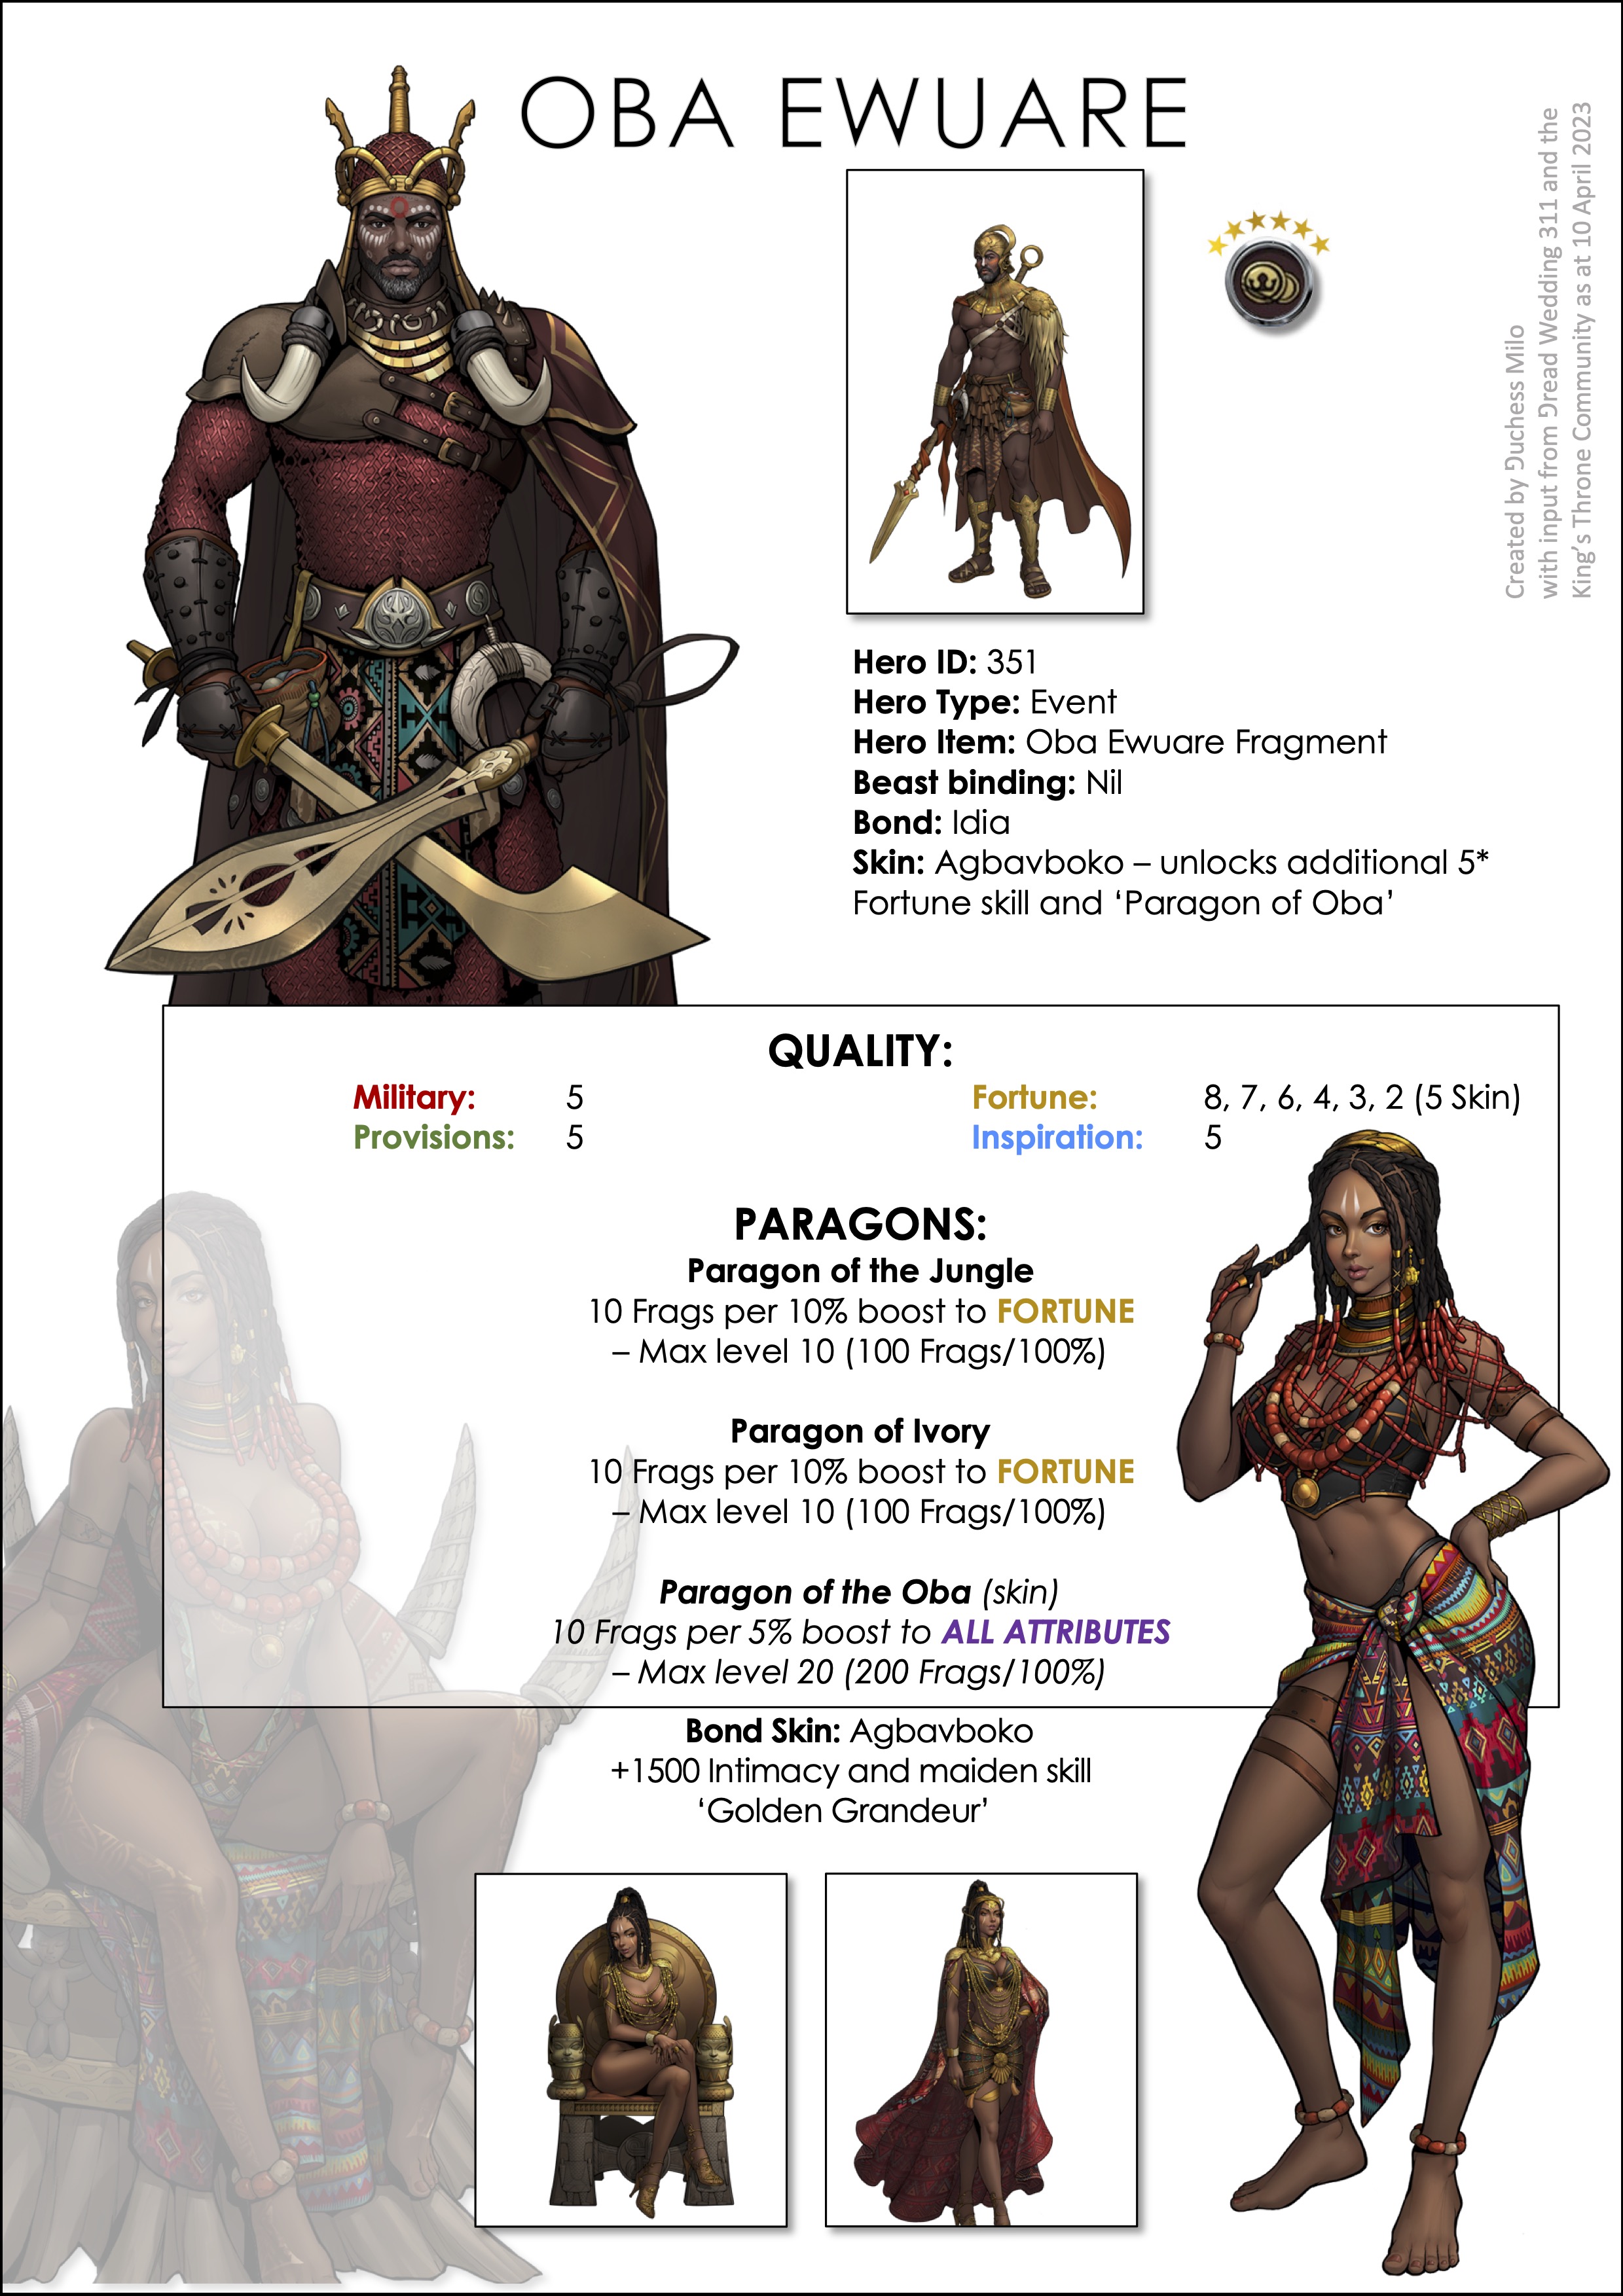 OBA EWUARE
Created by Duchess Milo
with input from Dread Wedding 311 and the
King's Throne Community as at 10 April 2023
Hero ID: 351
Hero Type: Event
Hero Item: Oba Ewuare Fragment
Beast binding: Nil
Bond: Idia
Skin: Agbavboko – unlocks additional 5*
Fortune skill and ‘Paragon of Oba’
QUALITY:
Military: 5 Fortune: 8, 7, 6, 4, 3, 2 (5 Skin)
Provisions: 5 Inspiration: 5
PARAGONS:
Paragon of the Jungle
10 Frags per 10% boost to FORTUNE
– Max level 10 (100 Frags/100%)
Paragon of Ivory
10 Frags per 10% boost to FORTUNE
– Max level 10 (100 Frags/100%)
Paragon of the Oba (skin)
10 Frags per 5% boost to ALL ATTRIBUTES
– Max level 20 (200 Frags/100%)
Bond Skin: Agbavboko
+1500 Intimacy and maiden skill
‘Golden Grandeur’